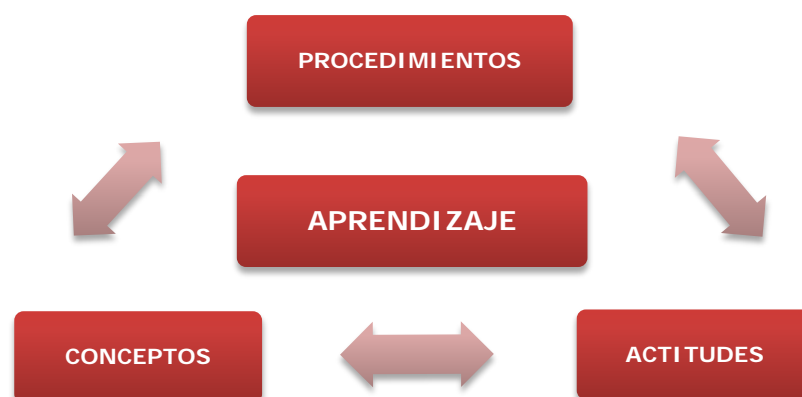 PROCEDIMIENTOS
APRENDIZAJE
CONCEPTOS
ACTITUDES